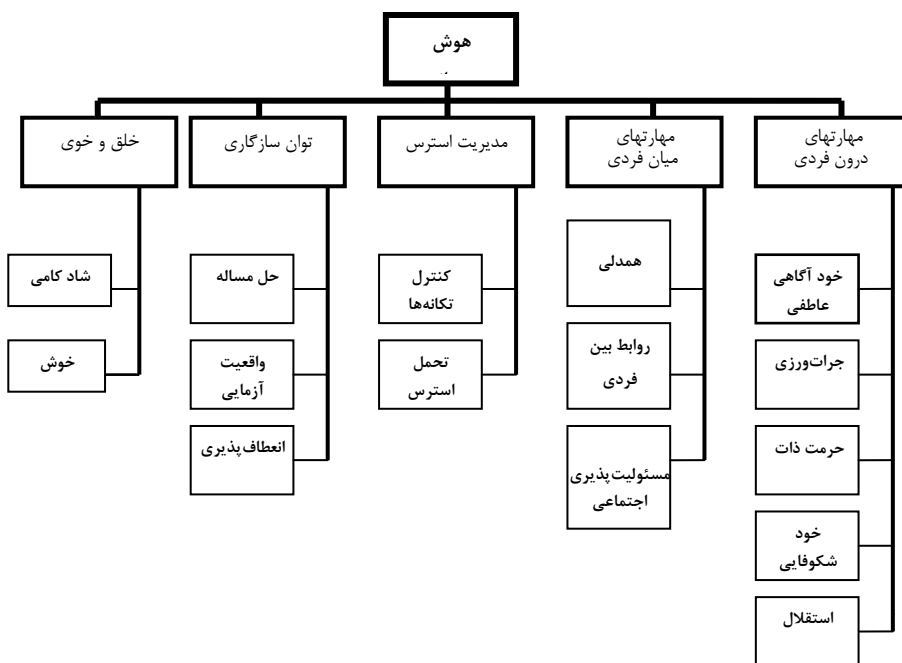 هوش
مهارتهای
درون فردی
مهارتهای
میان فردی
مدیریت استرس
توان سازگاری
خلق و خوی
خود آگاهی
عاطفی
جرات‌ورزی
حرمت ذات
خود
شکوفایی
استقلال
همدلی
روابط بین
فردی
مسئولیت‌پذیری
اجتماعی
کنترل
تکانه‌ها
تحمل
استرس
حل مساله
واقعیت
آزمایی
انعطاف‌پذیری
شاد کامی
خوش